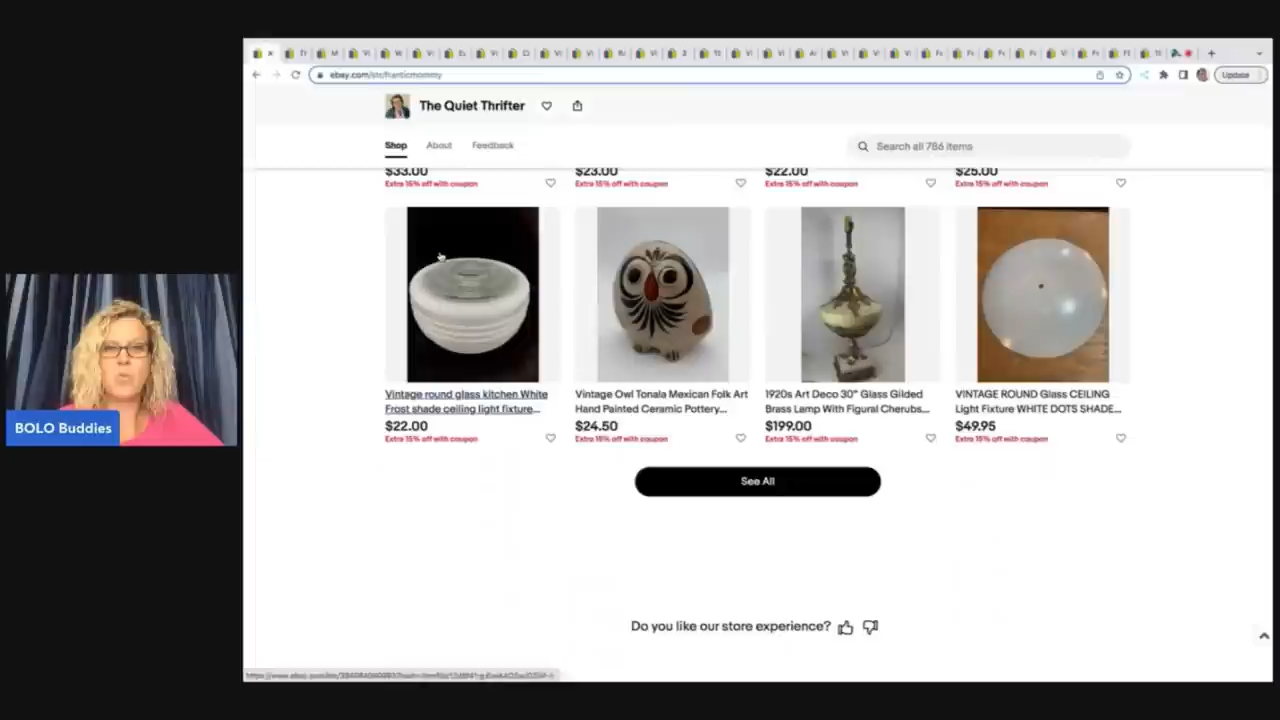 Update
ebay.com/str/franticmommy
The Quiet Thrifter
Shop About Feedback
Search all 786 items
$33.00 $23.00 $22.00 $25.00
Extra 15% off with coupon Extra 15% off with coupon Extra 15% off with coupon Extra 15% off with coupon
Vintage round glass kitchen White
Frost shade ceiling light fixture...
$22.00
Extra 15% off with coupon
Vintage Owl Tonala Mexican Folk Art
Hand Painted Ceramic Pottery...
$24.50
Extra 15% off with coupon
1920s Art Deco 30" Glass Gilded
Brass Lamp With Figural Cherubs...
$199.00
Extra 15% off with coupon
VINTAGE ROUND Glass CEILING
Light Fixture WHITE DOTS SHADE...
$49.95
Extra 15% off with coupon
See All
BOLO Buddies
Do you like our store experience?